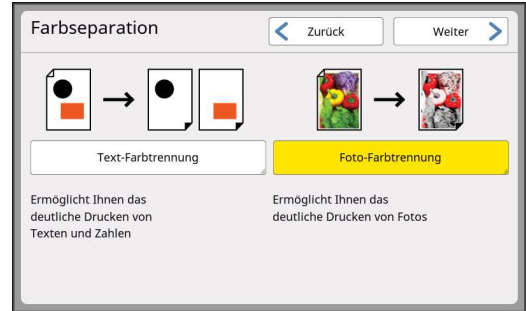 Farbseparation
Zurück
Weiter
Text-Farbtrennung
Foto-Farbtrennung
Ermöglicht Ihnen das
deutliche Drucken von
Texten und Zahlen
Ermöglicht Ihnen das
deutliche Drucken von Fotos